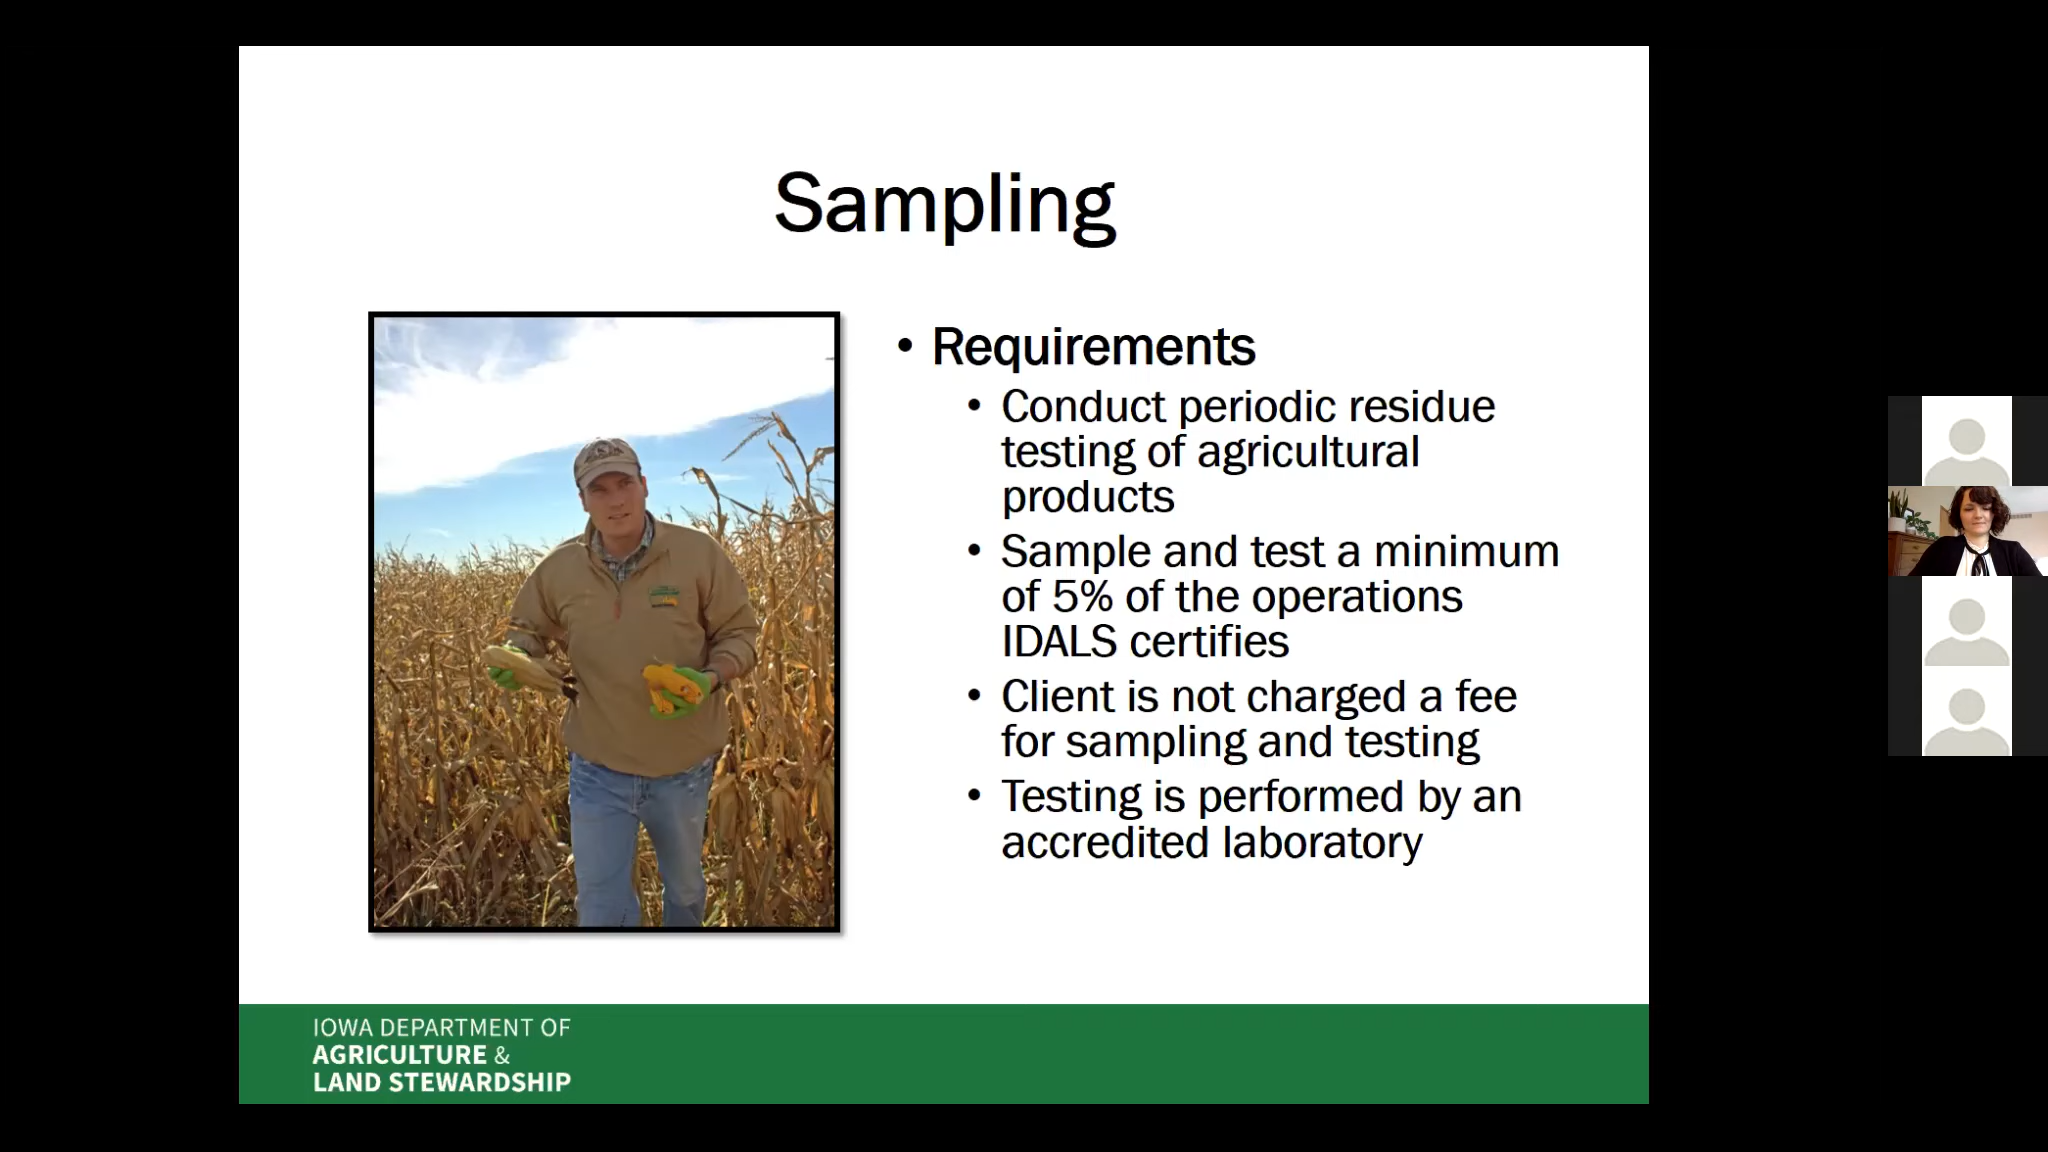 Sampling
• Requirements
• Conduct periodic residue
testing of agricultural
products
• Sample and test a minimum
of 5% of the operations
IDALS certifies
• Client is not charged a fee
for sampling and testing
• Testing is performed by an
accredited laboratory
IOWA DEPARTMENT OF
AGRICULTURE &
LAND STEWARDSHIP